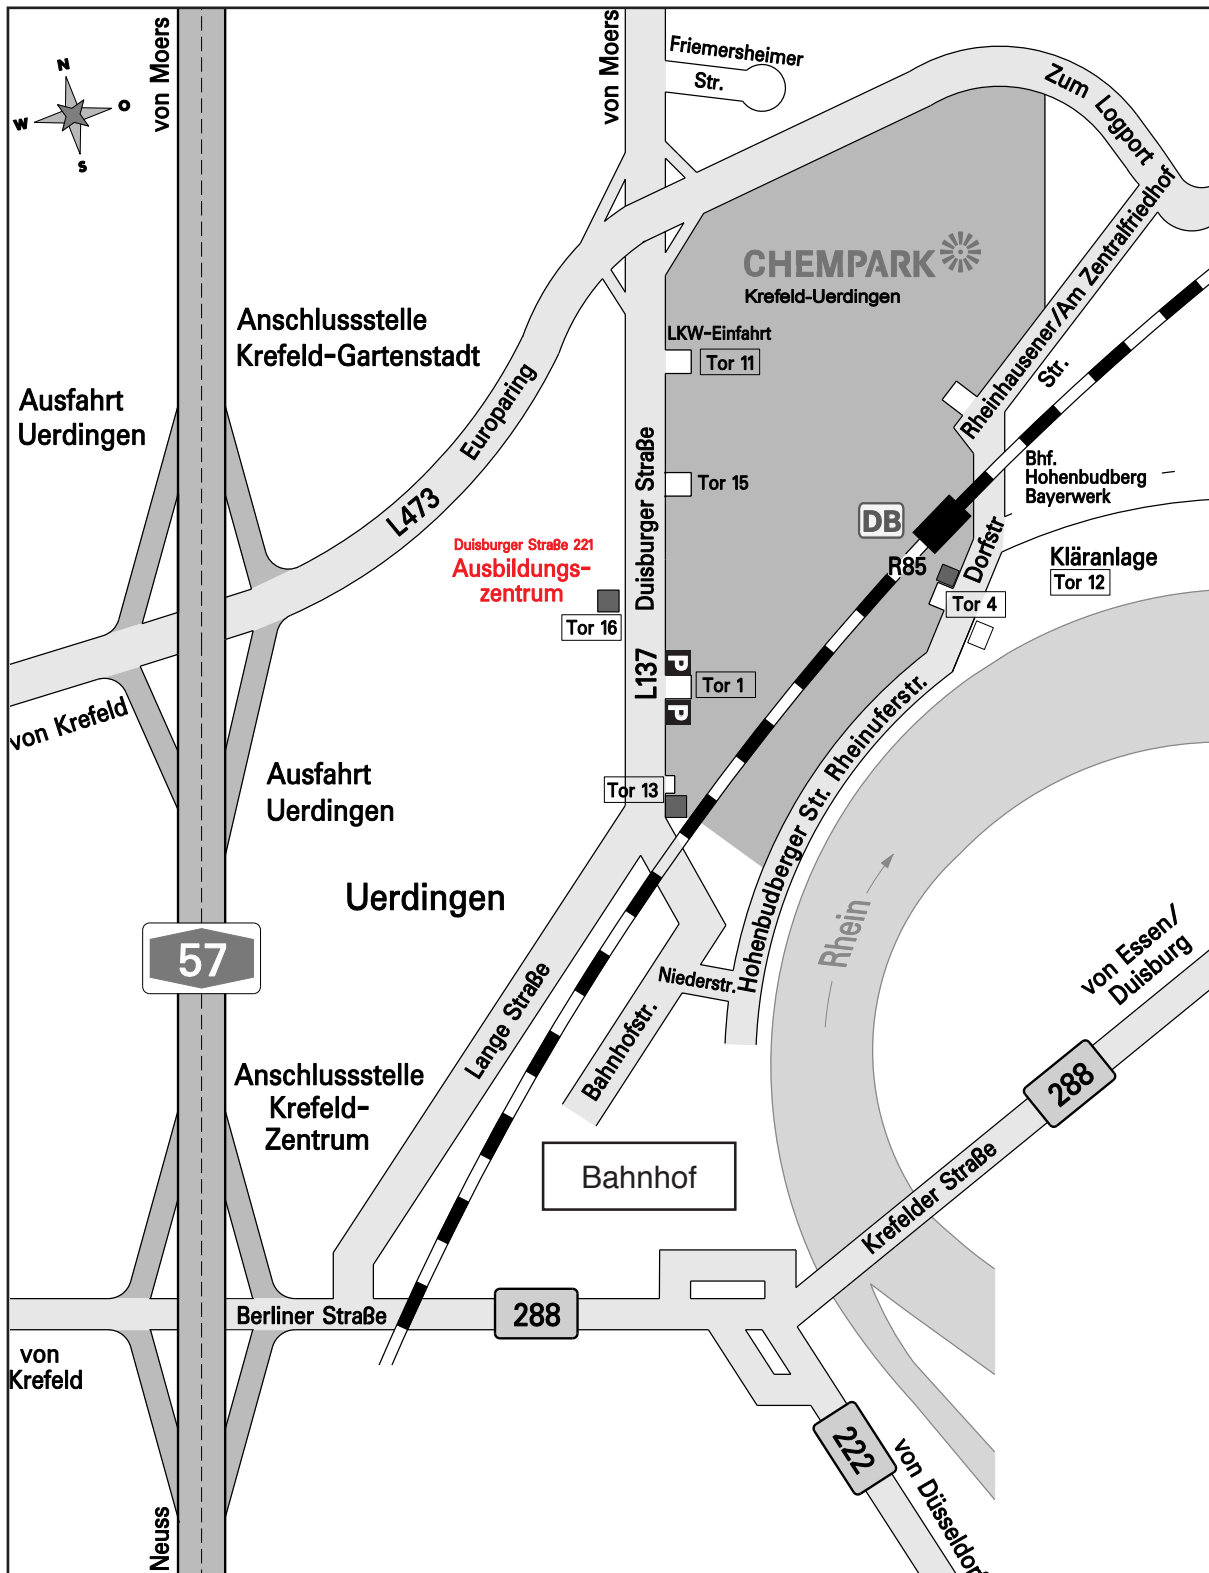 von Moers
von Moers
Friemersheimer
Str.
Zum Logport
N
O
W
S
CHEMPARK
Krefeld-Uerdingen
Rheinhausener/Am Zentralfriedhof
Str.
Anschlussstelle
Krefeld-Gartenstadt
LKW-Einfahrt
Tor 11
Ausfahrt
Uerdingen
Europaring
L473
Duisburger Straße
Tor 15
Bhf.
Hohenbudberg
Bayerwerk
DB
R85
Dorfstr.
Kläranlage
Tor 12
Duisburger Straße 221
Ausbildungs-
zentrum
Tor 16
Tor 4
L137
P
Tor 1
P
von Krefeld
Hohenbudberger Str. Rheinuferstr.
Ausfahrt
Uerdingen
Tor 13
Uerdingen
Rhein
57
von Essen/
Duisburg
Niederstr.
Lange Straße
Bahnhofstr.
Anschlussstelle
Krefeld-
Zentrum
288
Bahnhof
Krefelder Straße
Berliner Straße
288
von
Krefeld
222
von Düsseldorf
Neuss